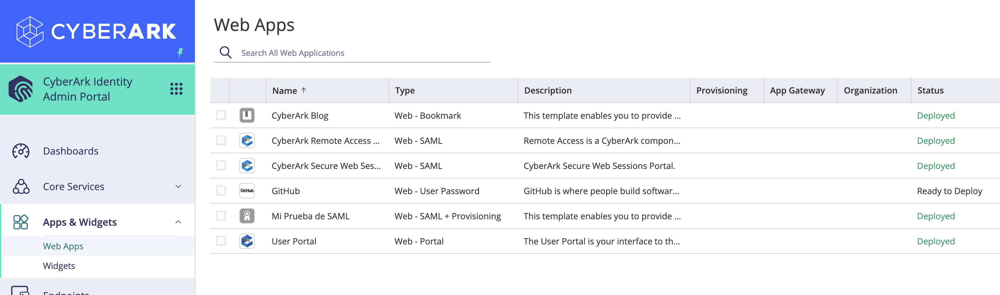 CYBERARK
CyberArk Identity
Admin Portal
Dashboards
Core Services
Apps & Widgets
Web Apps
Widgets
Endpoints
Web Apps
Search All Web Applications
Name Type Description Provisioning App Gateway Organization Status
CyberArk Blog Web - Bookmark This template enables you to provide ... Deployed
CyberArk Remote Access ... Web - SAML Remote Access is a CyberArk compon... Deployed
CyberArk Secure Web Ses... Web - SAML CyberArk Secure Web Sessions Portal. Deployed
GitHub GitHub Web - User Password GitHub is where people build softwar... Ready to Deploy
Mi Prueba de SAML Web - SAML + Provisioning This template enables you to provide ... Deployed
User Portal Web - Portal The User Portal is your interface to th... Deployed